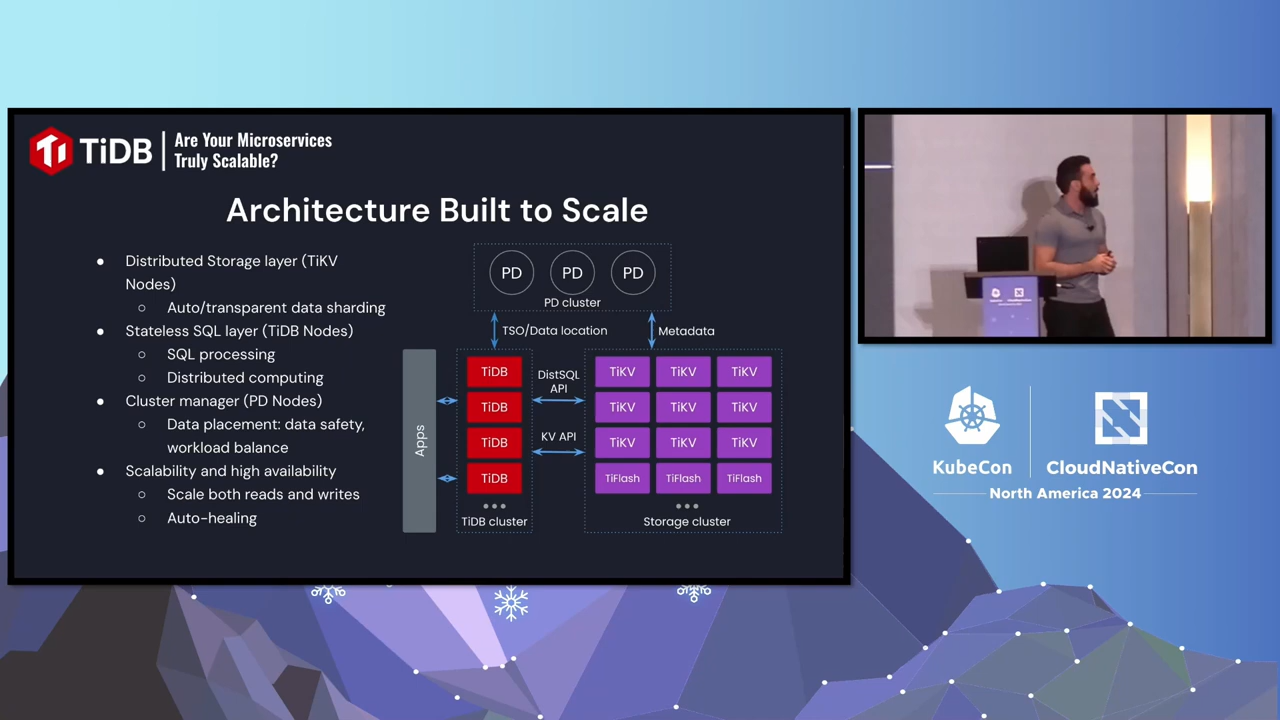 TiDB
Are Your Microservices
Truly Scalable?
Architecture Built to Scale
● Distributed Storage layer (TiKV
Nodes)
○ Auto/transparent data sharding
● Stateless SQL layer (TiDB Nodes)
○ SQL processing
○ Distributed computing
● Cluster manager (PD Nodes)
○ Data placement: data safety,
workload balance
● Scalability and high availability
○ Scale both reads and writes
○ Auto-healing
PD PD PD
PD cluster
TSO/Data location
Metadata
Apps
TiDB
TiDB
TiDB
TiDB
TiDB cluster
DistSQL
API
KV API
TiKV TiKV TiKV
TiKV TiKV TiKV
TiKV TiKV TiKV
TiFlash TiFlash TiFlash
Storage cluster
KubeCon
CloudNativeCon
North America 2024